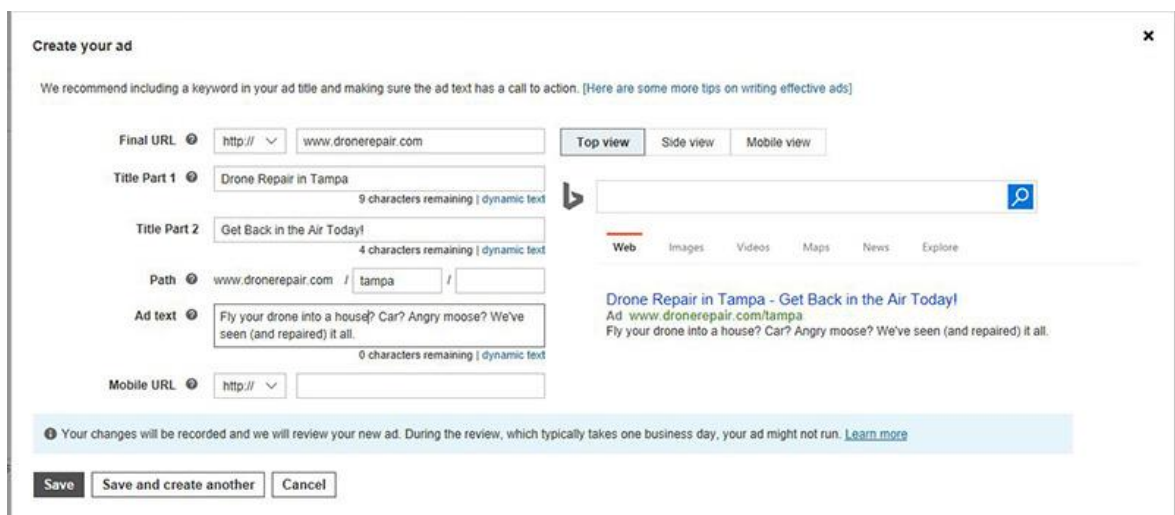 Create your ad
We recommend including a keyword in your ad title and making sure the ad text has a call to action. [Here are some more tips on writing effective ads]
Final URL http:// www.dronerepair.com
Title Part 1 Drone Repair in Tampa
9 characters remaining | dynamic text
Title Part 2 Get Back in the Air Today!
4 characters remaining | dynamic text
Path www.dronerepair.com / tampa /
Ad text Fly your drone into a house? Car? Angry moose? We've
seen (and repaired) it all.
0 characters remaining | dynamic text
Mobile URL http://
Top view Side view Mobile view
Web Images Videos Maps News Explore
Drone Repair in Tampa - Get Back in the Air Today!
Ad www.dronerepair.com/tampa
Fly your drone into a house? Car? Angry moose? We've seen (and repaired) it all.
Your changes will be recorded and we will review your new ad. During the review, which typically takes one business day, your ad might not run. Learn more
Save Save and create another Cancel